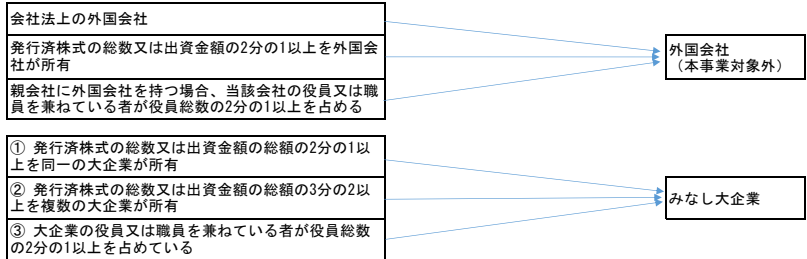 会社法上の外国会社
発行済株式の総数又は出資金額の2分の1以上を外国会
社が所有
親会社に外国会社を持つ場合、当該会社の役員又は職
員を兼ねている者が役員総数の2分の1以上を占める
外国会社
（本事業対象外）
① 発行済株式の総数又は出資金額の総額の2分の1以
上を同一の大企業が所有
② 発行済株式の総数又は出資金額の総額の3分の2以
上を複数の大企業が所有
③ 大企業の役員又は職員を兼ねている者が役員総数
の2分の1以上を占めている
みなし大企業